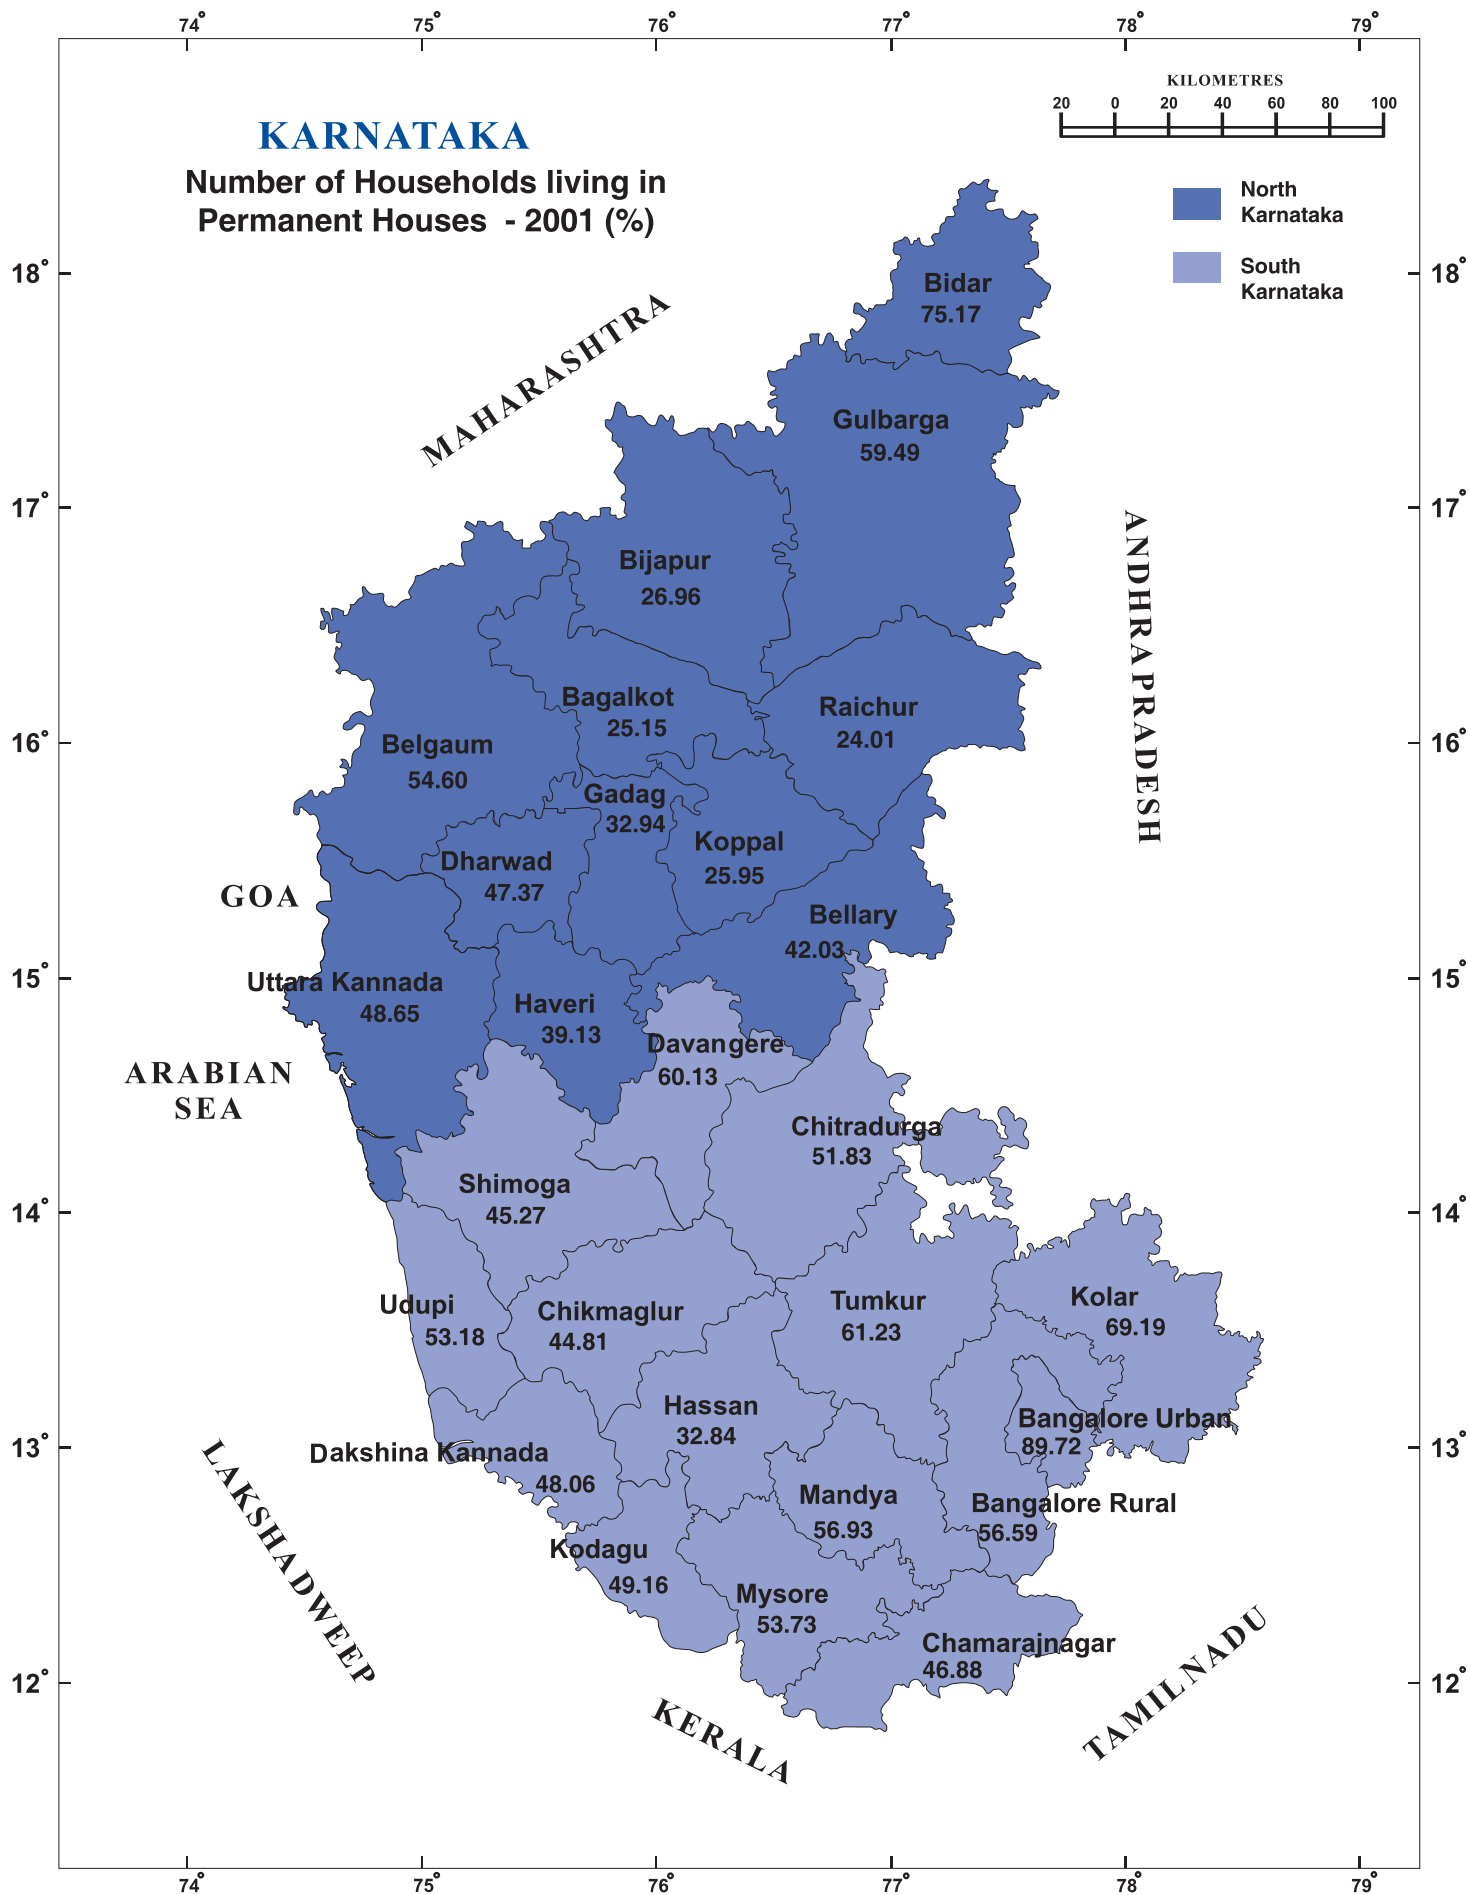 74° 75° 76° 77° 78° 79°
KILOMETRES
20 0 20 40 60 80 100
KARNATAKA
Number of Households living in
Permanent Houses - 2001 (%)
North
Karnataka
South
Karnataka
18° 18°
Bidar
75.17
MAHARASHTRA
Gulbarga
59.49
17° 17°
ANDHRA PRADESH
Bijapur
26.96
Bagalkot
25.15
Raichur
24.01
16° 16°
Belgaum
54.60
Gadag
32.94
Koppal
25.95
Dharwad
47.37
GOA
Bellary
42.03
15° 15°
Uttara Kannada
48.65
Haveri
39.13
Davangere
60.13
ARABIAN
SEA
Chitradurga
51.83
Shimoga
45.27
14° 14°
Udupi
53.18
Chikmaglur
44.81
Tumkur
61.23
Kolar
69.19
Hassan
32.84
Bangalore Urban
89.72
13° 13°
Dakshina Kannada
48.06
LAKSHADWEEP
Mandya
56.93
Bangalore Rural
56.59
Kodagu
49.16
Mysore
53.73
Chamarajnagar
46.88
12° 12°
TAMILNADU
KERALA
74° 75° 76° 77° 78° 79°